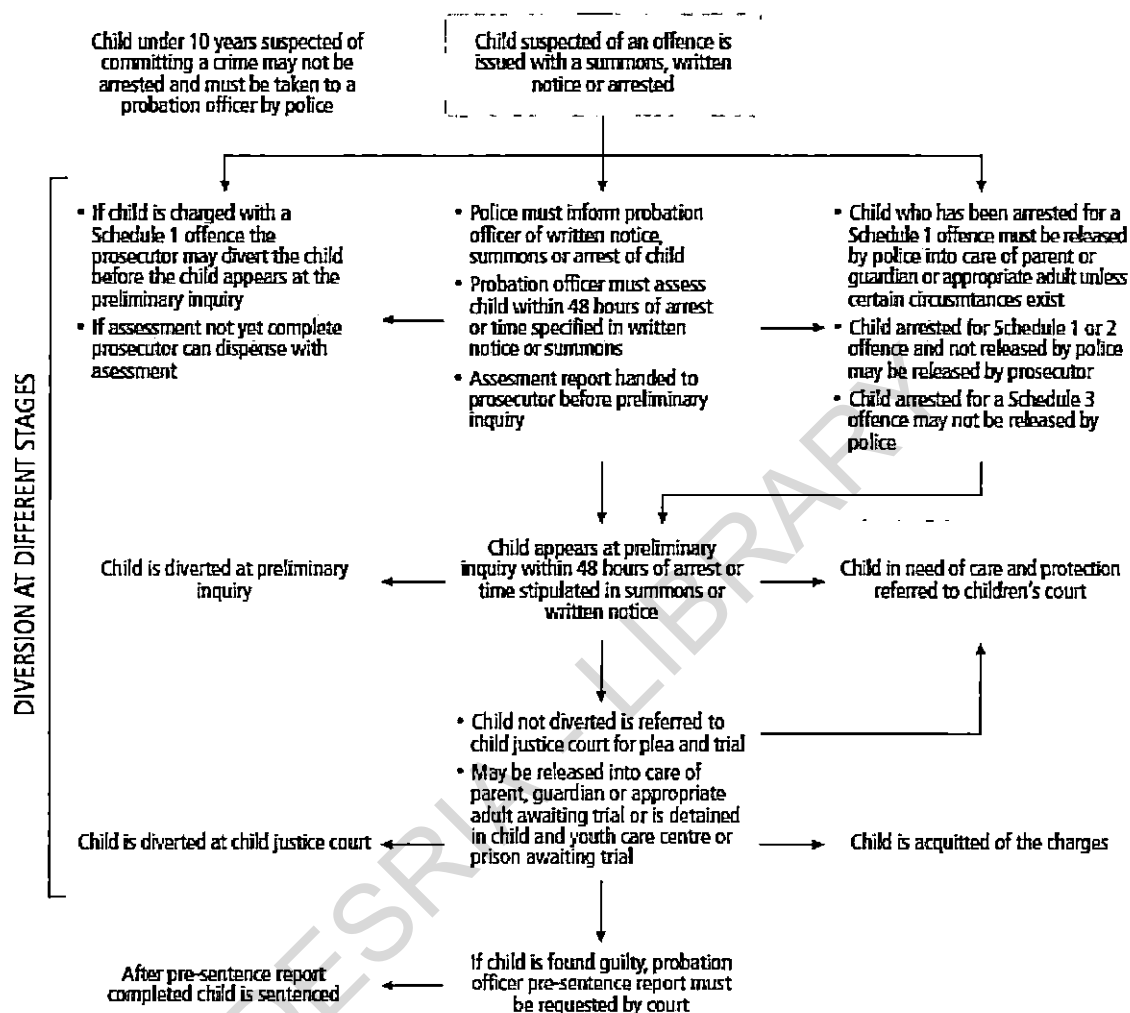 Child under 10 years suspected of
committing a crime may not be
arrested and must be taken to a
probation officer by police
Child suspected of an offence is
issued with a summons, written
notice or arrested
DIVERSION AT DIFFERENT STAGES
• If child is charged with a
Schedule 1 offence the
prosecutor may divert the child
before the child appears at the
preliminary inquiry
• If assessment not yet complete
prosecutor can dispense with
asessment
• Police must inform probation
officer of written notice,
summons or arrest of child
• Probation officer must assess
child within 48 hours of arrest
or time specified in written
notice or summons
• Assesment report handed to
prosecutor before preliminary
inquiry
• Child who has been arrested for a
Schedule 1 offence must be released
by police into care of parent or
guardian or appropriate adult unless
certain circusmtances exist
• Child arrested for Schedule 1 or 2
offence and not released by police
may be released by prosecutor
• Child arrested for a Schedule 3
offence may not be released by
police
Child is diverted at preliminary
inquiry
Child appears at preliminary
inquiry within 48 hours of arrest or
time stipulated in summons or
written notice
Child in need of care and protection
referred to children's court
• Child not diverted is referred to
child justice court for plea and trial
• May be released into care of
parent, guardian or appropriate
adult awaiting trial or is detained
in child and youth care centre or
prison awaiting trial
Child is diverted at child justice court
Child is acquitted of the charges
After pre-sentence report
completed child is sentenced
If child is found guilty, probation
officer pre-sentence report must
be requested by court
DESRIA - LIBRARY